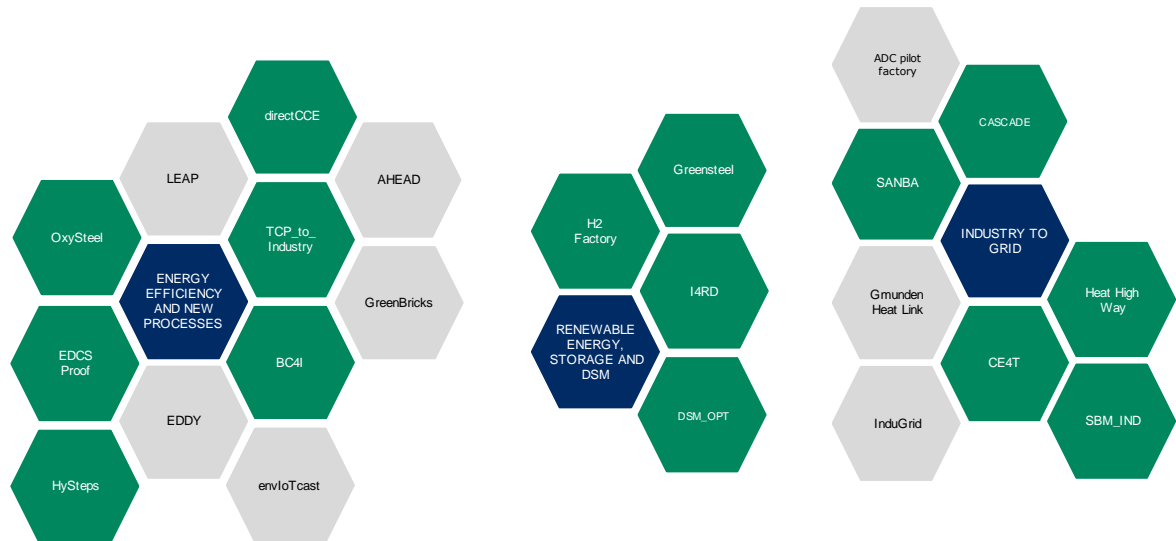 directCCE
LEAP
AHEAD
OxySteel
TCP_to_
Industry
ENERGY
EFFICIENCY
AND NEW
PROCESSES
GreenBricks
EDCS
Proof
BC4I
EDDY
HySteps
envIoTcast
Greensteel
H2
Factory
I4RD
RENEWABLE
ENERGY,
STORAGE AND
DSM
DSM_OPT
ADC pilot
factory
CASCADE
SANBA
INDUSTRY TO
GRID
Gmunden
Heat Link
Heat High
Way
CE4T
InduGrid
SBM_IND